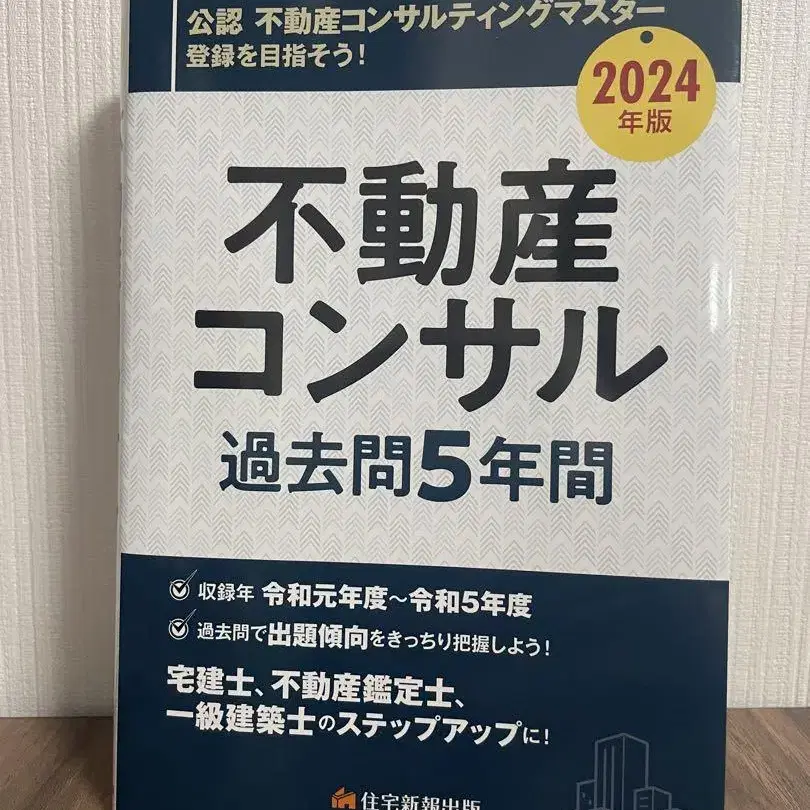 公認 不動産コンサルティングマスター
登録を目指そう！
2024
年版
不動産
コンサル
過去問5年間
収録年 令和元年度～令和5年度
過去問で出題傾向をきっちり把握しよう！
宅建士、不動産鑑定士、
一級建築士のステップアップに！
住宅新報出版